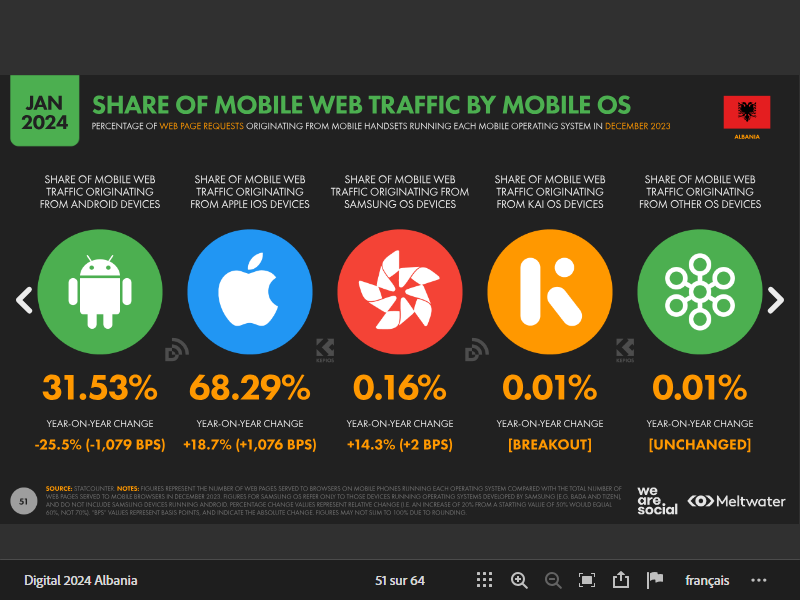 JAN
2024
SHARE OF MOBILE WEB TRAFFIC BY MOBILE OS
PERCENTAGE OF WEB PAGE REQUESTS ORIGINATING FROM MOBILE HANDSETS RUNNING EACH MOBILE OPERATING SYSTEM IN DECEMBER 2023
ALBANIA
SHARE OF MOBILE WEB
TRAFFIC ORIGINATING
FROM ANDROID DEVICES
SHARE OF MOBILE WEB
TRAFFIC ORIGINATING
FROM APPLE IOS DEVICES
SHARE OF MOBILE WEB
TRAFFIC ORIGINATING FROM
SAMSUNG OS DEVICES
SHARE OF MOBILE WEB
TRAFFIC ORIGINATING
FROM KAI OS DEVICES
SHARE OF MOBILE WEB
TRAFFIC ORIGINATING
FROM OTHER OS DEVICES
KEPIOS
KEPIOS
31.53%
68.29%
0.16%
0.01%
0.01%
YEAR-ON-YEAR CHANGE
YEAR-ON-YEAR CHANGE
YEAR-ON-YEAR CHANGE
YEAR-ON-YEAR CHANGE
YEAR-ON-YEAR CHANGE
-25.5% (-1,079 BPS)
+18.7% (+1,076 BPS)
+14.3% (+2 BPS)
[BREAKOUT]
[UNCHANGED]
51
SOURCE: STATCOUNTER. NOTES: FIGURES REPRESENT THE NUMBER OF WEB PAGES SERVED TO BROWSERS ON MOBILE PHONES RUNNING EACH OPERATING SYSTEM COMPARED WITH THE TOTAL NUMBER OF
WEB PAGES SERVED TO MOBILE BROWSERS IN DECEMBER 2023. FIGURES FOR SAMSUNG OS REFER ONLY TO THOSE DEVICES RUNNING OPERATING SYSTEMS DEVELOPED BY SAMSUNG (E.G. BADA AND TIZEN),
AND DO NOT INCLUDE SAMSUNG DEVICES RUNNING ANDROID. PERCENTAGE CHANGE VALUES REPRESENT RELATIVE CHANGE (I.E. AN INCREASE OF 20% FROM A STARTING VALUE OF 50% WOULD EQUAL
60%, NOT 70%). "BPS" VALUES REPRESENT BASIS POINTS, AND INDICATE THE ABSOLUTE CHANGE. FIGURES MAY NOT SUM TO 100% DUE TO ROUNDING.
we
are.
social
Meltwater
Digital 2024 Albania
51 sur 64
français